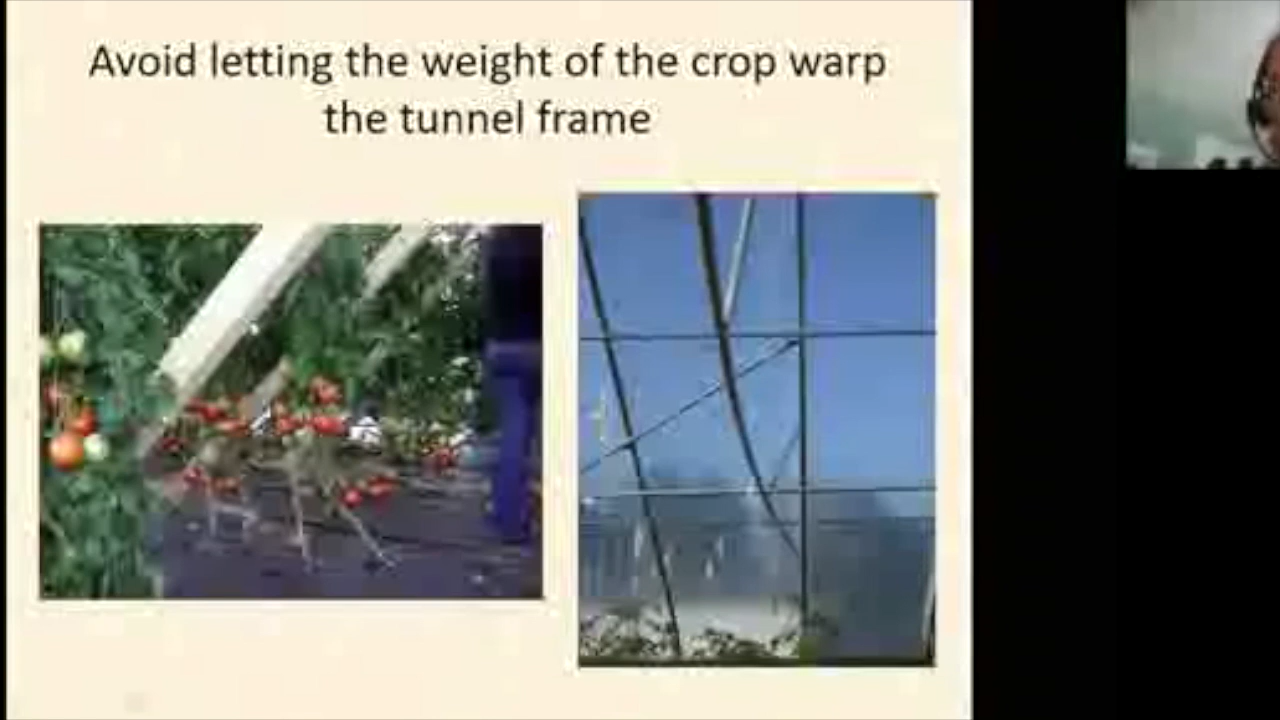 Avoid letting the weight of the crop warp
the tunnel frame